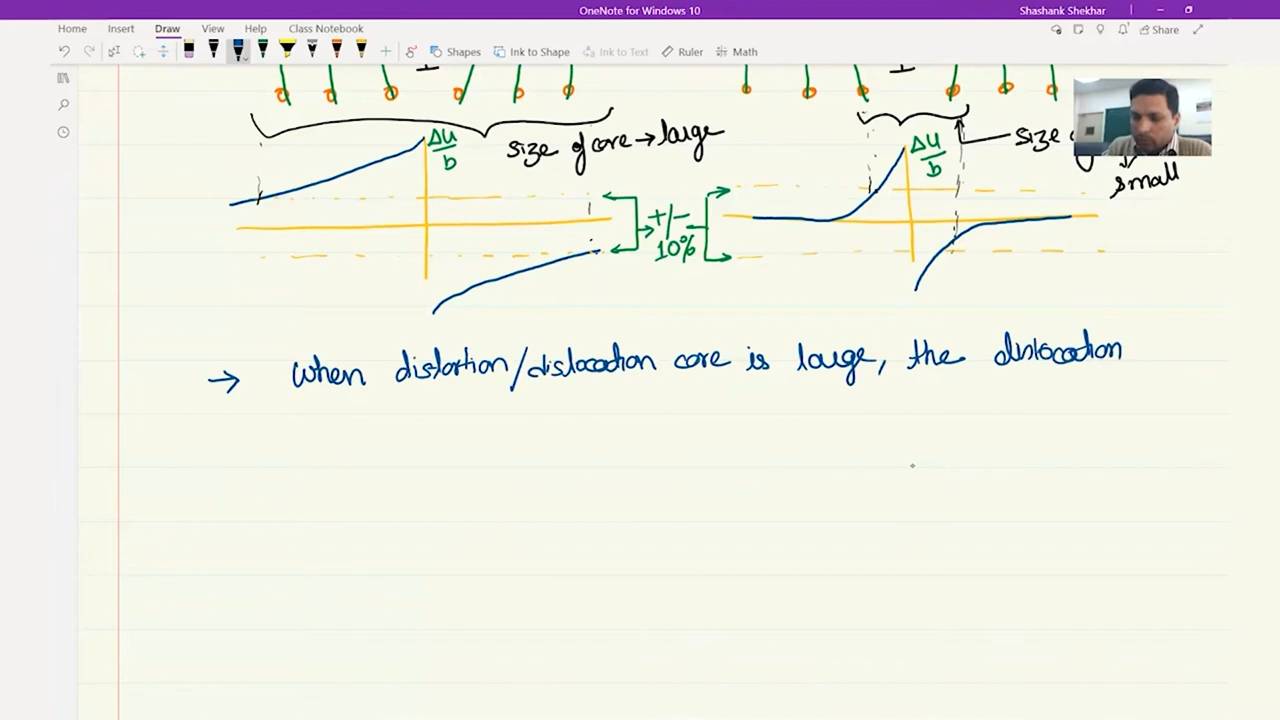 OneNote for Windows 10
Shashank Shekhar
Home Insert Draw View Help Class Notebook
Share
Shapes Ink to Shape Ink to Text Ruler Math
size of core → large
size
small
Δu/b
Δu/b
+/-
10%
→ When distortion/dislocation core is large, the dislocation